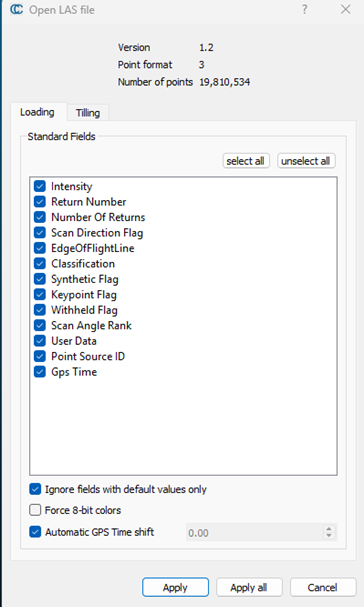 Open LAS file
Version 1.2
Point format 3
Number of points 19,810,534
Loading Tilling
Standard Fields
select all unselect all
Intensity
Return Number
Number Of Returns
Scan Direction Flag
EdgeOfFlightLine
Classification
Synthetic Flag
Keypoint Flag
Withheld Flag
Scan Angle Rank
User Data
Point Source ID
Gps Time
Ignore fields with default values only
Force 8-bit colors
Automatic GPS Time shift 0.00
Apply Apply all Cancel